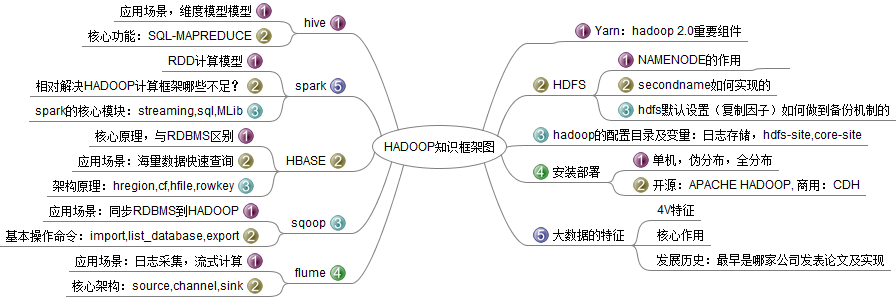 HADOOP知识框架图
1 Yarn：hadoop 2.0重要组件
2 HDFS
1 NAMENODE的作用
2 secondname如何实现的
3 hdfs默认设置（复制因子）如何做到备份机制的
3 hadoop的配置目录及变量：日志存储，hdfs-site,core-site
4 安装部署
1 单机，伪分布，全分布
2 开源：APACHE HADOOP, 商用：CDH
5 大数据的特征
4V特征
核心作用
发展历史：最早是哪家公司发表论文及实现
hive 1
应用场景，维度模型模型 1
核心功能：SQL-MAPREDUCE 2
spark 5
RDD计算模型 1
相对解决HADOOP计算框架哪些不足？ 2
spark的核心模块：streaming,sql,MLib 3
HBASE 2
核心原理，与RDBMS区别 1
应用场景：海量数据快速查询 2
架构原理：hregion,cf,hfile,rowkey 3
sqoop 3
应用场景：同步RDBMS到HADOOP 1
基本操作命令：import,list_database,export 2
flume 4
应用场景：日志采集，流式计算 1
核心架构：source,channel,sink 2